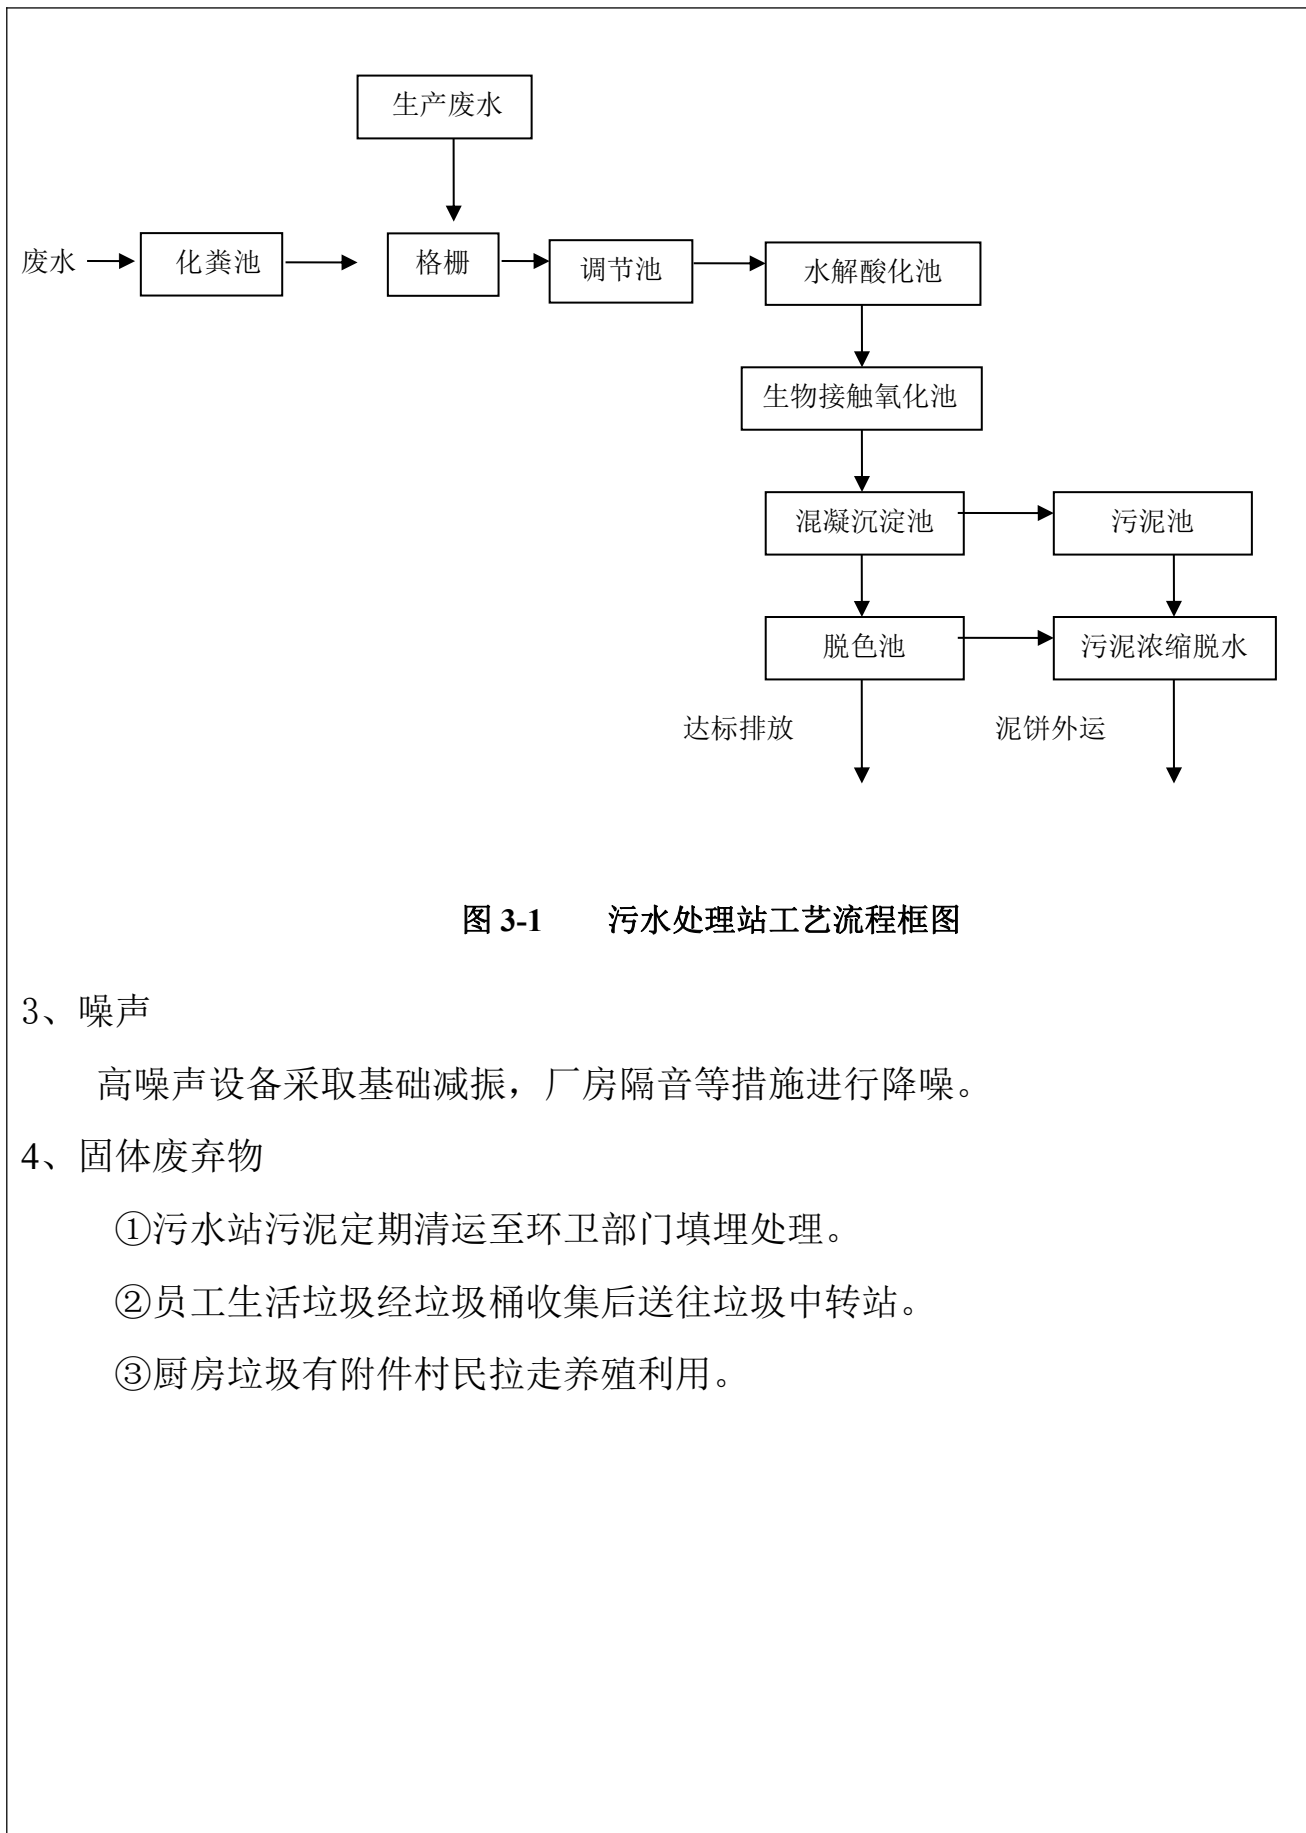 生产废水
废水
化粪池
格栅
调节池
水解酸化池
生物接触氧化池
混凝沉淀池
污泥池
脱色池
污泥浓缩脱水
达标排放
泥饼外运
图 3-1 污水处理站工艺流程框图
3、噪声
高噪声设备采取基础减振，厂房隔音等措施进行降噪。
4、固体废弃物
①污水站污泥定期清运至环卫部门填埋处理。
②员工生活垃圾经垃圾桶收集后送往垃圾中转站。
③厨房垃圾有附件村民拉走养殖利用。